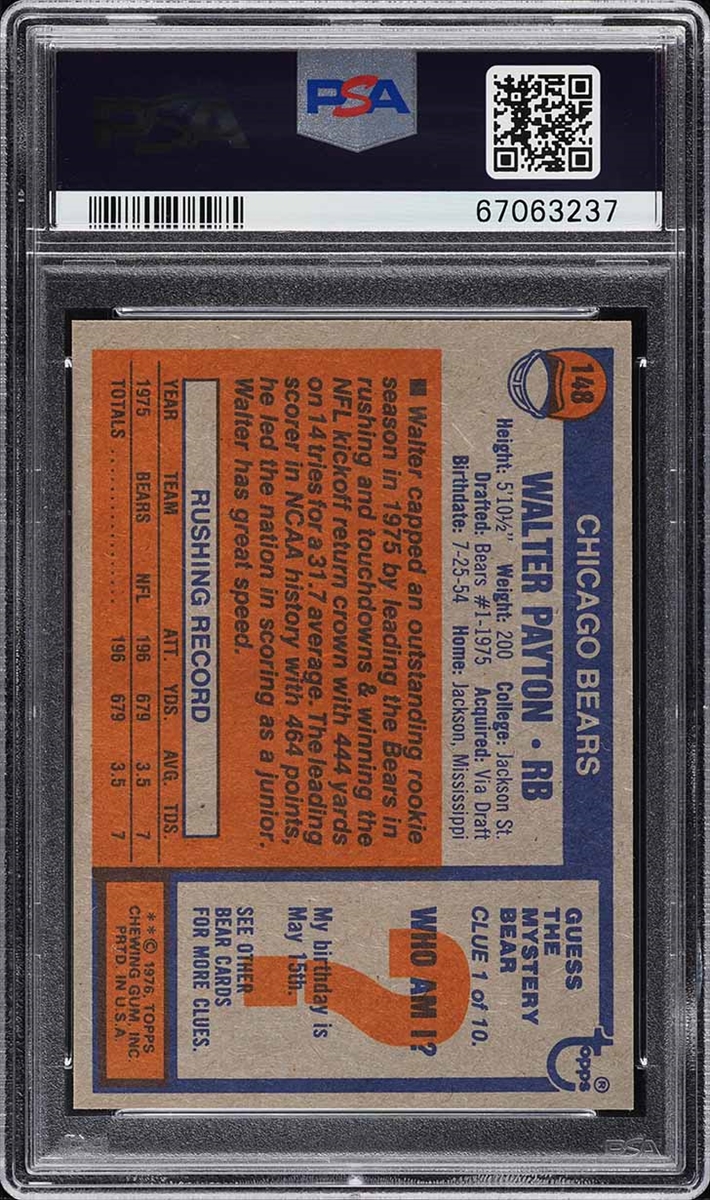 PSA
PSA
67063237
148
CHICAGO BEARS
WALTER PAYTON • RB
Height: 5'10½" Weight: 200 College: Jackson St.
Drafted: Bears #1-1975 Acquired: Via Draft
Birthdate: 7-25-54 Home: Jackson, Mississippi
■ Walter capped an outstanding rookie
season in 1975 by leading the Bears in
rushing and touchdowns & winning the
NFL kickoff return crown with 444 yards
on 14 tries for a 31.7 average. The leading
scorer in NCAA history with 464 points,
he led the nation in scoring as a junior.
Walter has great speed.
RUSHING RECORD
YEAR TEAM ATT. YDS. AVG. TDS.
1975 BEARS NFL 196 679 3.5 7
TOTALS .............. 196 679 3.5 7
topps®
GUESS
THE
MYSTERY
BEAR
CLUE 1 of 10.
?
WHO AM I?
My birthday is
May 15th.
SEE OTHER
BEAR CARDS
FOR MORE CLUES.
**© 1976, TOPPS
CHEWING GUM, INC.
PRTD. IN U.S.A
PSA